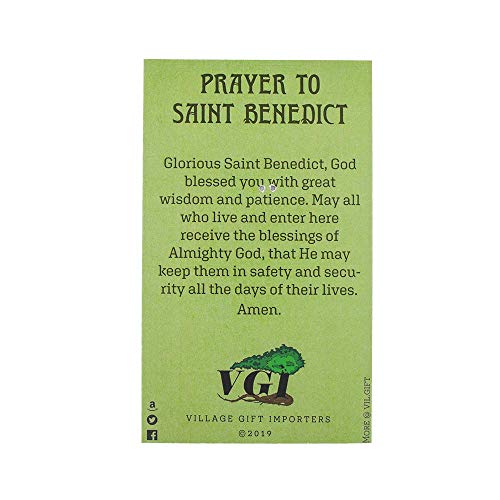 PRAYER TO
SAINT BENEDICT
Glorious Saint Benedict, God
blessed you with great
wisdom and patience. May all
who live and enter here
receive the blessings of
Almighty God, that He may
keep them in safety and secu-
rity all the days of their lives.
Amen.
VGI
VILLAGE GIFT IMPORTERS
©2019
MORE @ VIL.GIFT
a